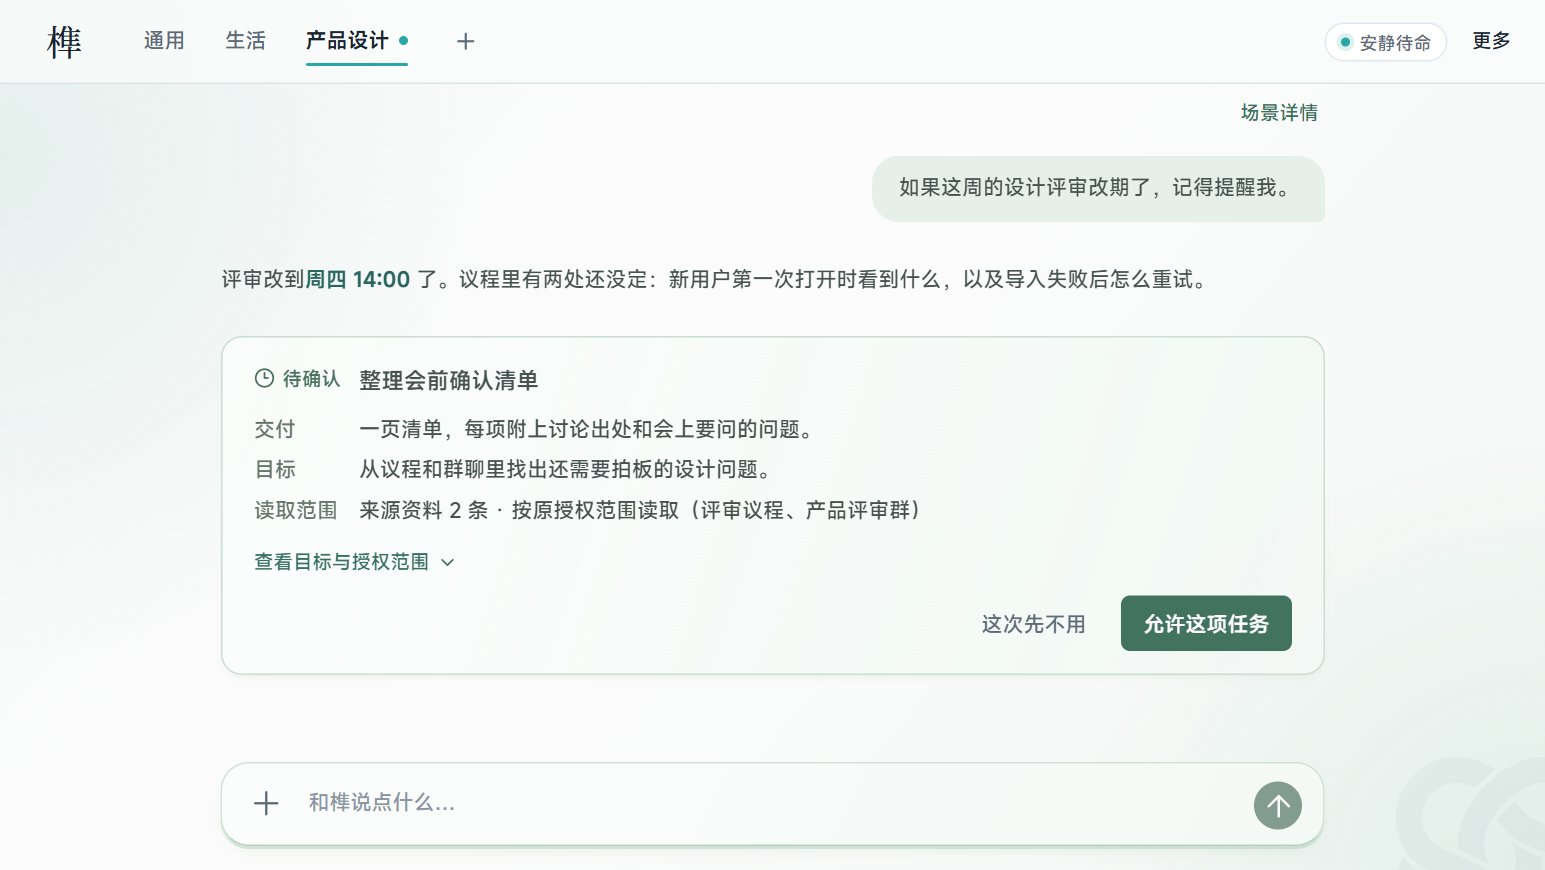 榫 通用 生活 产品设计 安静待命 更多
场景详情
如果这周的设计评审改期了，记得提醒我。
评审改到周四 14:00 了。议程里有两处还没定：新用户第一次打开时看到什么，以及导入失败后怎么重试。
待确认 整理会前确认清单
交付 一页清单，每项附上讨论出处和会上要问的问题。
目标 从议程和群聊里找出还需要拍板的设计问题。
读取范围 来源资料 2 条 · 按原授权范围读取（评审议程、产品评审群）
查看目标与授权范围
这次先不用 允许这项任务
和榫说点什么...